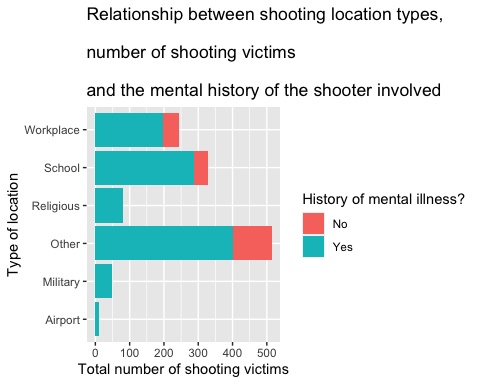 Relationship between shooting location types,
number of shooting victims
and the mental history of the shooter involved
Workplace
School
Religious
Other
Military
Airport
Type of location
0 100 200 300 400 500
Total number of shooting victims
History of mental illness?
No
Yes